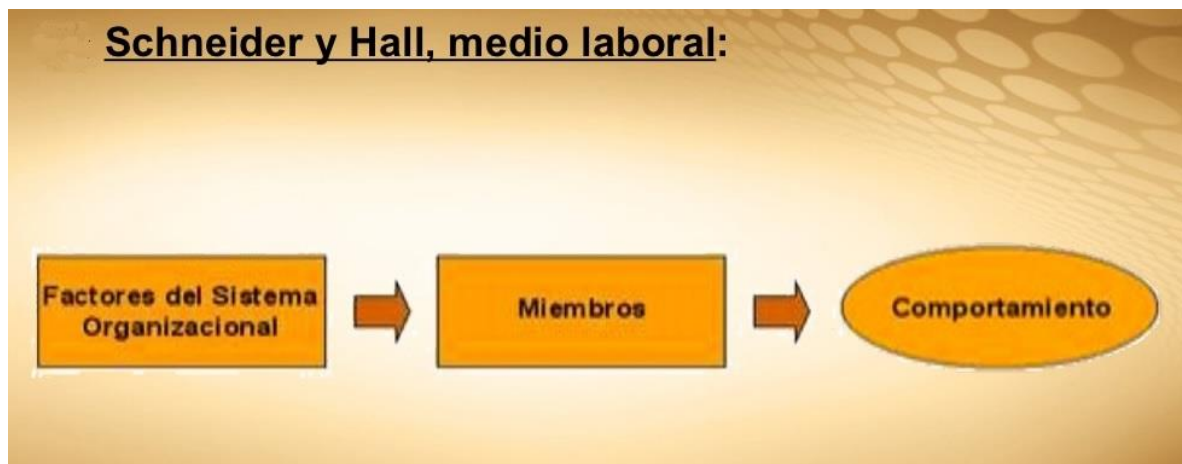 Schneider y Hall, medio laboral:
Factores del Sistema
Organizacional
Miembros
Comportamiento